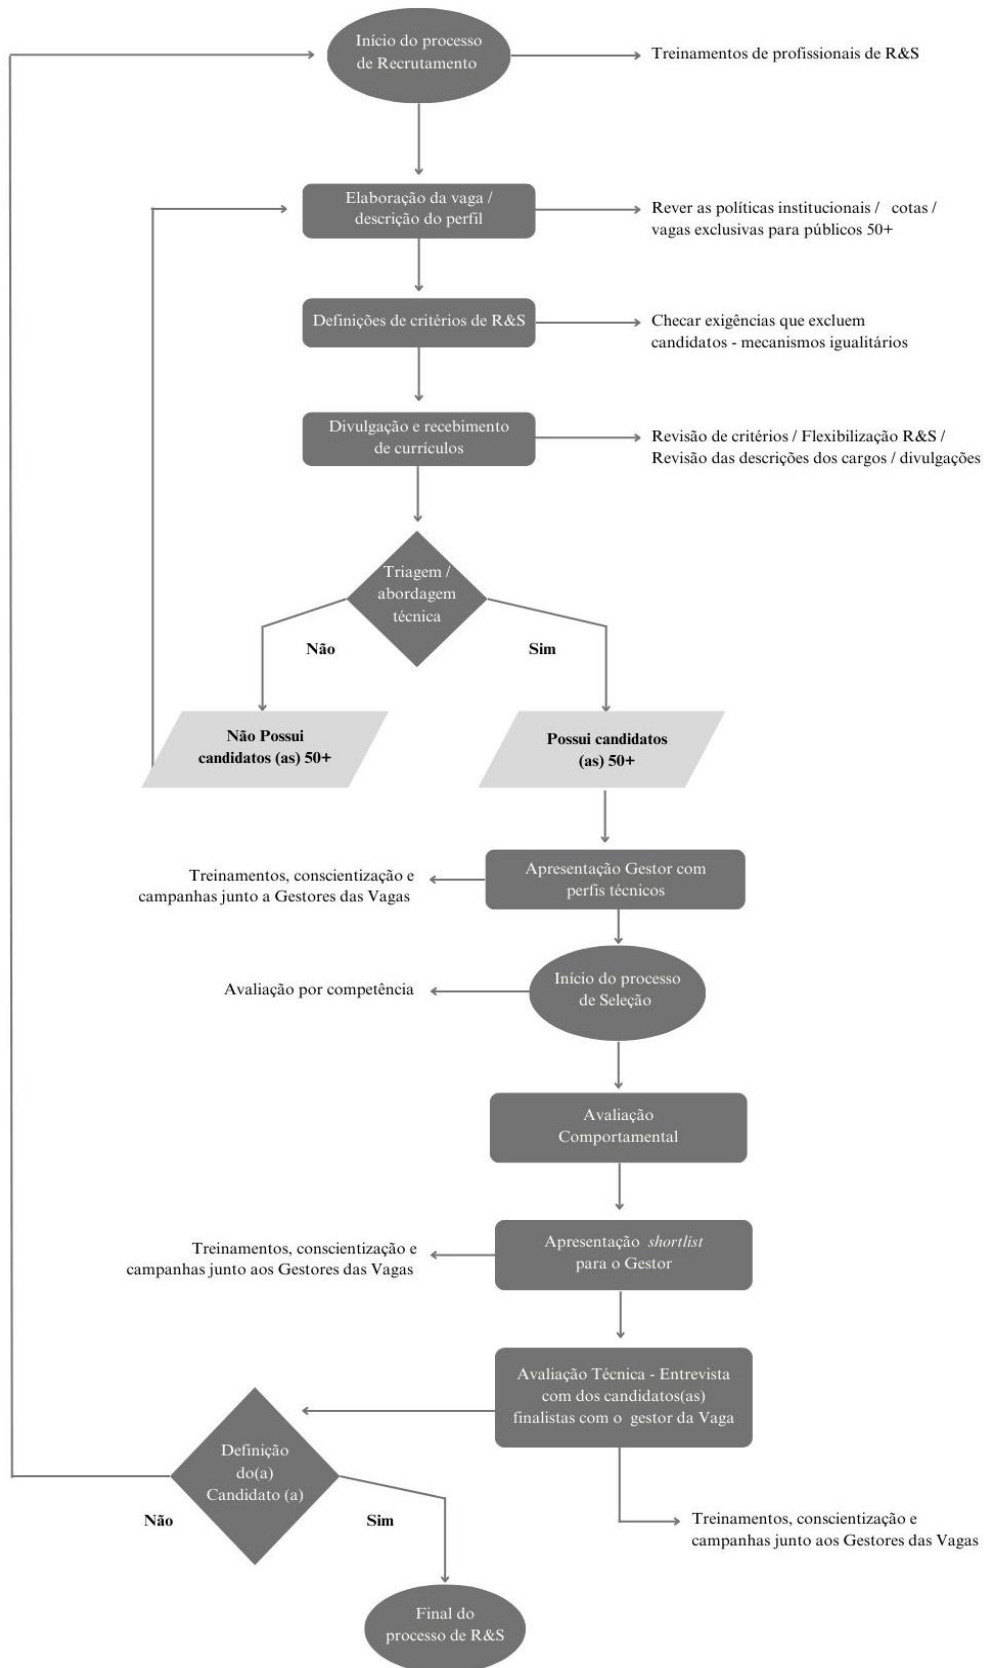 Início do processo
de Recrutamento
Treinamentos de profissionais de R&S
Elaboração da vaga /
descrição do perfil
Rever as políticas institucionais / cotas /
vagas exclusivas para públicos 50+
Definições de critérios de R&S
Checar exigências que excluem
candidatos - mecanismos igualitários
Divulgação e recebimento
de currículos
Revisão de critérios / Flexibilização R&S /
Revisão das descrições dos cargos / divulgações
Triagem /
abordagem
técnica
Não
Sim
Não Possui
candidatos (as) 50+
Possui candidatos
(as) 50+
Apresentação Gestor com
perfis técnicos
Treinamentos, conscientização e
campanhas junto a Gestores das Vagas
Início do processo
de Seleção
Avaliação por competência
Avaliação
Comportamental
Apresentação shortlist
para o Gestor
Treinamentos, conscientização e
campanhas junto aos Gestores das Vagas
Avaliação Técnica - Entrevista
com dos candidatos(as)
finalistas com o gestor da Vaga
Definição
do(a)
Candidato (a)
Não
Sim
Treinamentos, conscientização e
campanhas junto aos Gestores das Vagas
Final do
processo de R&S